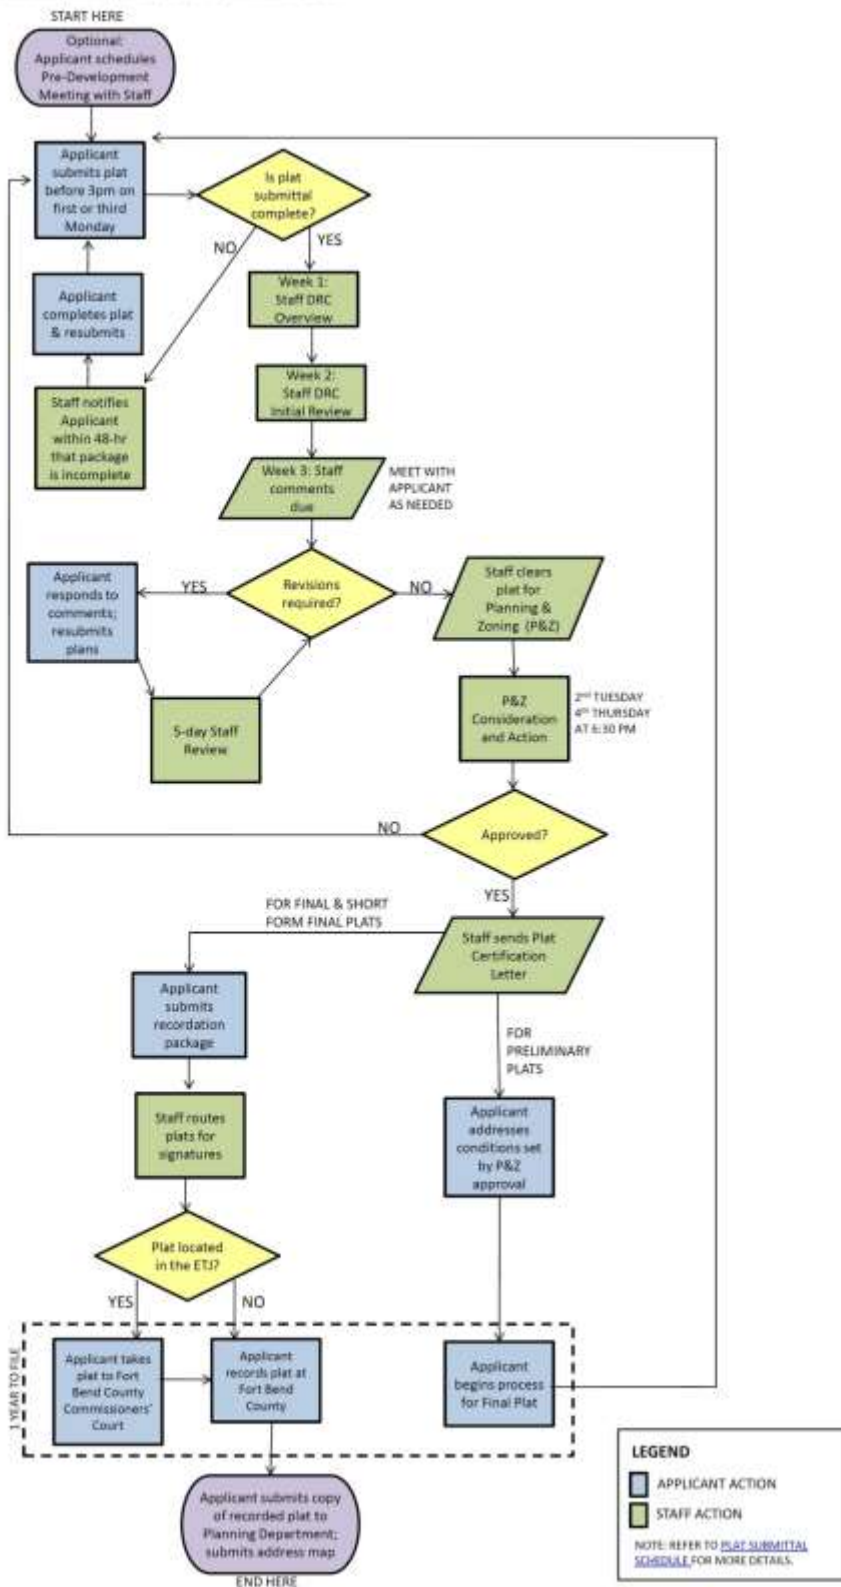 START HERE
Optional:
Applicant schedules
Pre-Development
Meeting with Staff
Applicant
submits plat
before 3pm on
first or third
Monday
Is plat
submittal
complete?
NO
YES
Applicant
completes plat
& resubmits
Week 1:
Staff DRC
Overview
Week 2:
Staff DRC
Initial Review
Staff notifies
Applicant
within 48-hr
that package
is incomplete
Week 3: Staff
comments
due
MEET WITH
APPLICANT
AS NEEDED
Applicant
responds to
comments;
resubmits
plans
YES
Revisions
required?
NO
Staff clears
plat for
Planning &
Zoning (P&Z)
5-day Staff
Review
P&Z
Consideration
and Action
2nd TUESDAY
4th THURSDAY
AT 6:30 PM
NO
Approved?
YES
FOR FINAL & SHORT
FORM FINAL PLATS
Staff sends Plat
Certification
Letter
Applicant
submits
recordation
package
FOR
PRELIMINARY
PLATS
Staff routes
plats for
signatures
Applicant
addresses
conditions set
by P&Z
approval
Plat located
in the ETJ?
YES
NO
1 YEAR TO FILE
Applicant takes
plat to Fort
Bend County
Commissioners'
Court
Applicant
records plat at
Fort Bend
County
Applicant
begins process
for Final Plat
Applicant submits copy
of recorded plat to
Planning Department;
submits address map
END HERE
LEGEND
APPLICANT ACTION
STAFF ACTION
NOTE: REFER TO PLAT SUBMITTAL
SCHEDULE FOR MORE DETAILS.